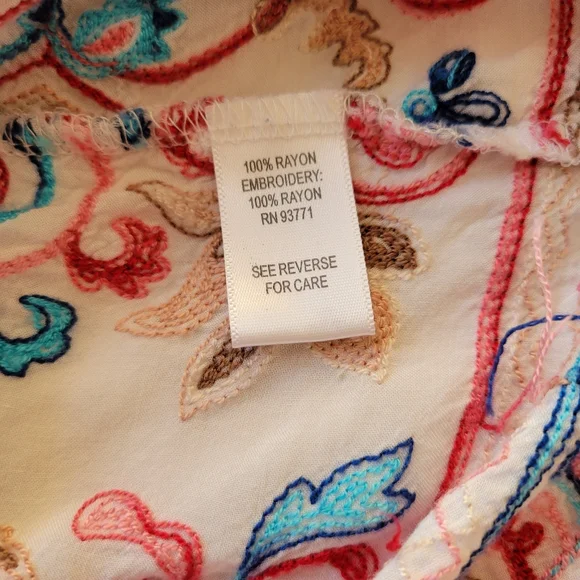 100% RAYON
EMBROIDERY:
100% RAYON
RN 93771
SEE REVERSE
FOR CARE